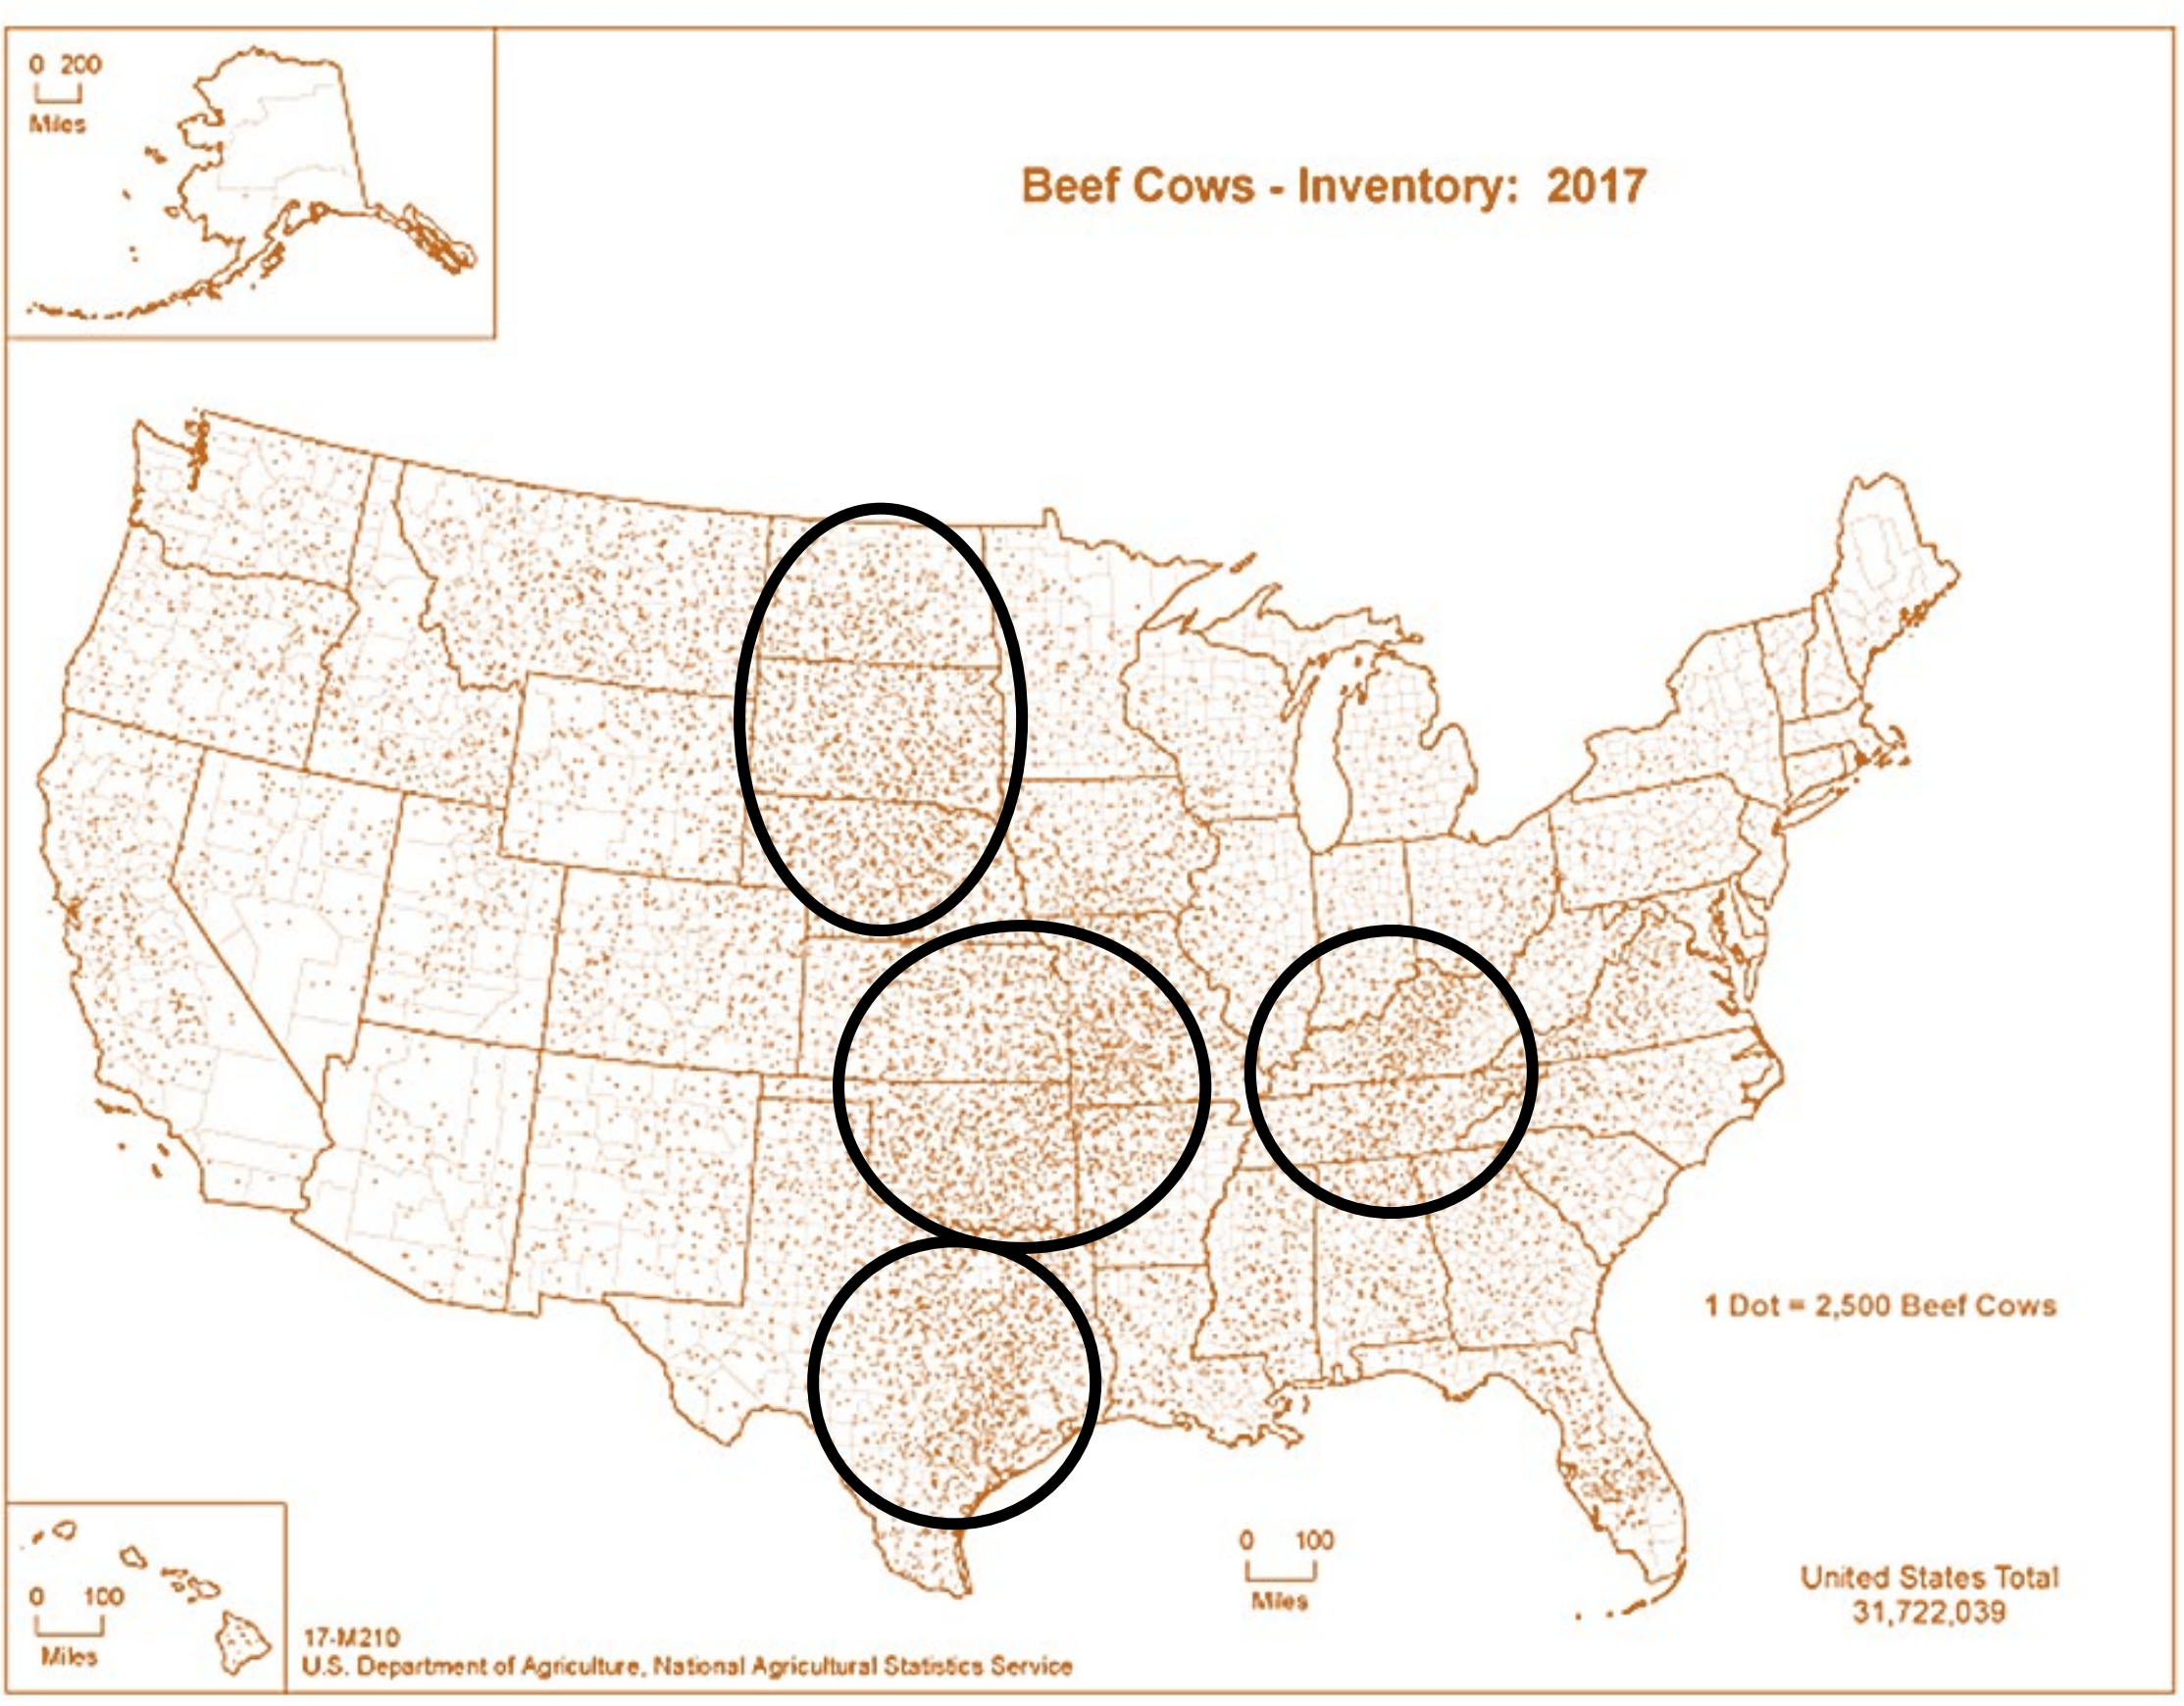 0 200
Miles
Beef Cows - Inventory: 2017
1 Dot = 2,500 Beef Cows
0 100
Miles
United States Total
31,722,039
0 100
Miles
17-M210
U.S. Department of Agriculture, National Agricultural Statistics Service